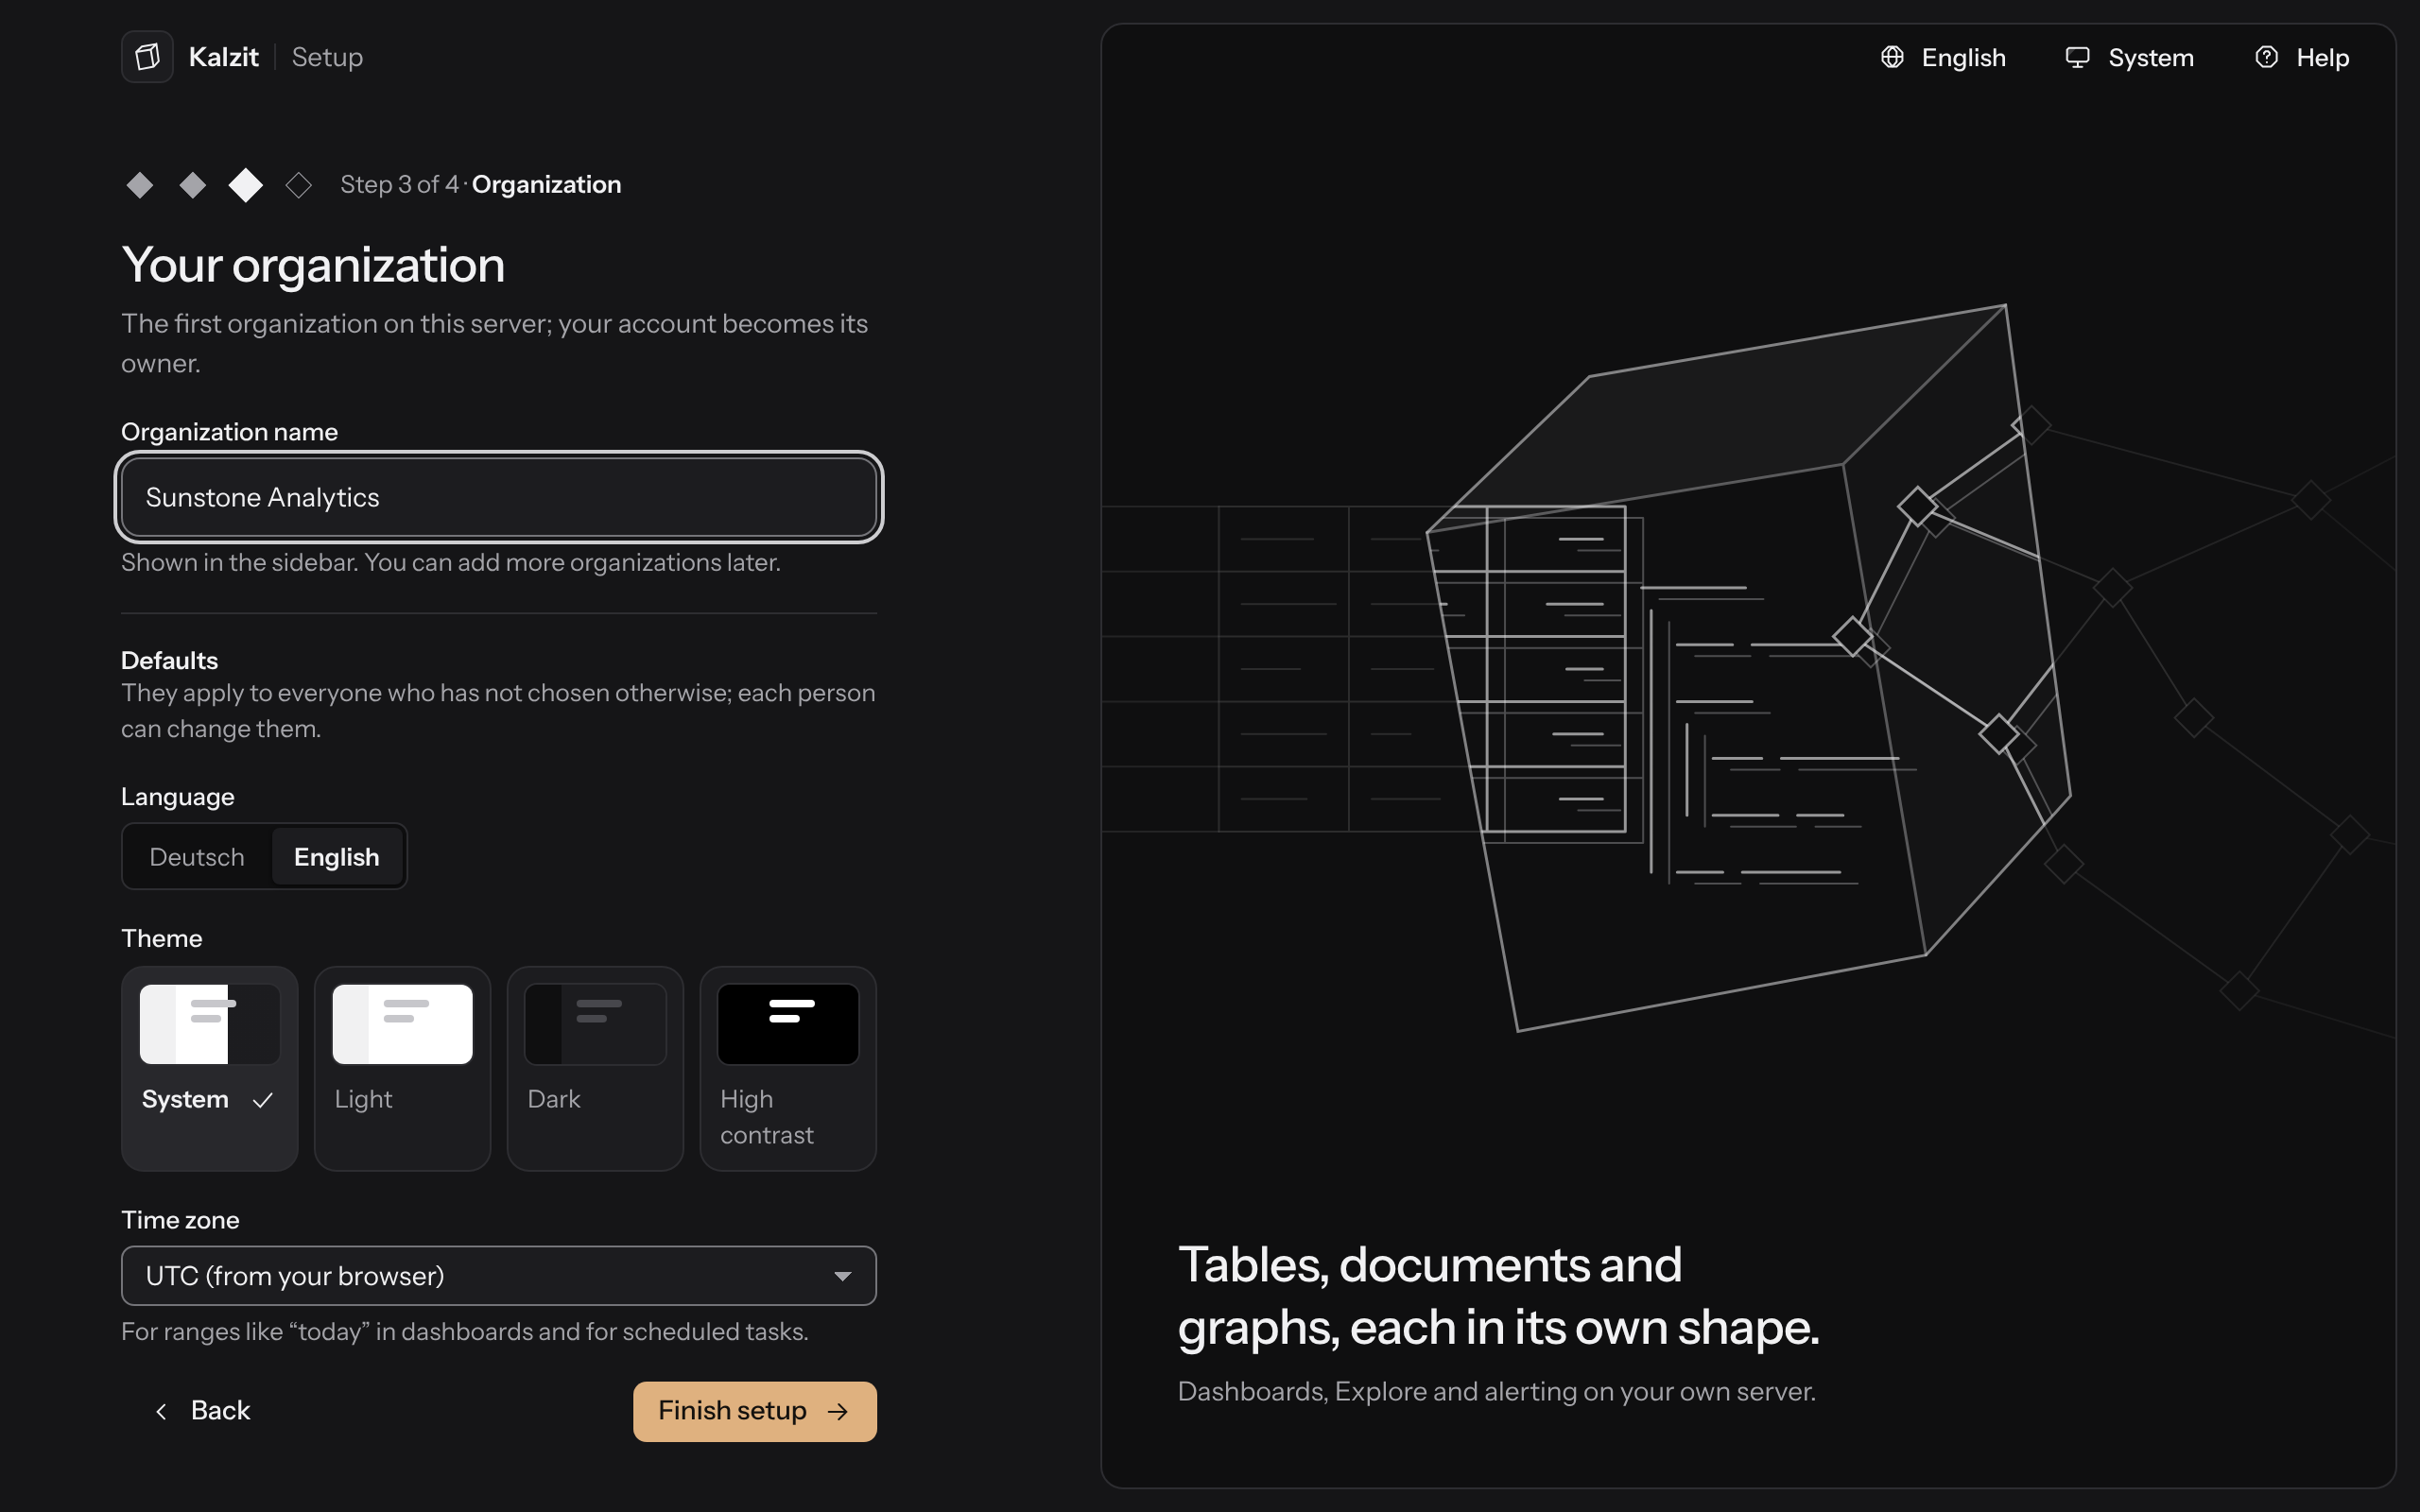 Kalzit
Setup
English
System
Help
Step 3 of 4 · Organization
Your organization
The first organization on this server; your account becomes its
owner.
Organization name
Sunstone Analytics
Shown in the sidebar. You can add more organizations later.
Defaults
They apply to everyone who has not chosen otherwise; each person
can change them.
Language
Deutsch
English
Theme
System
Light
Dark
High
contrast
Time zone
UTC (from your browser)
For ranges like “today” in dashboards and for scheduled tasks.
Back
Finish setup
Tables, documents and
graphs, each in its own shape.
Dashboards, Explore and alerting on your own server.